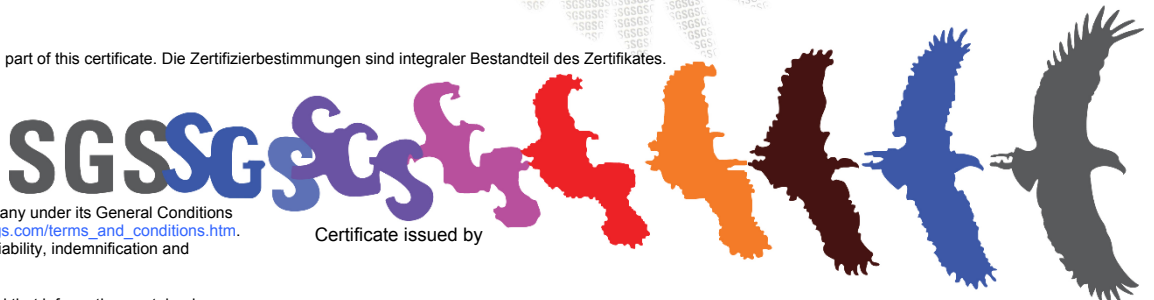 part of this certificate. Die Zertifizierbestimmungen sind integraler Bestandteil des Zertifikates.
SGSSGSSGSSGS
any under its General Conditions
gs.com/terms_and_conditions.htm.
iability, indemnification and
Certificate issued by